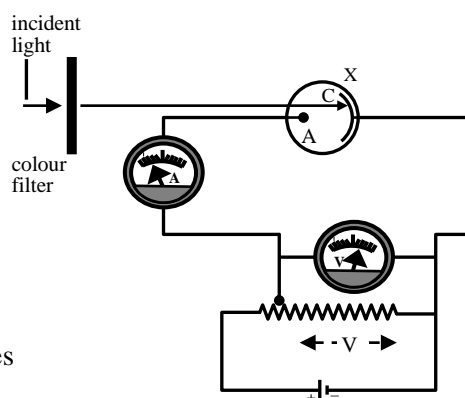 incident
light
X
C
A
colour
filter
A
V
es
V
+ −